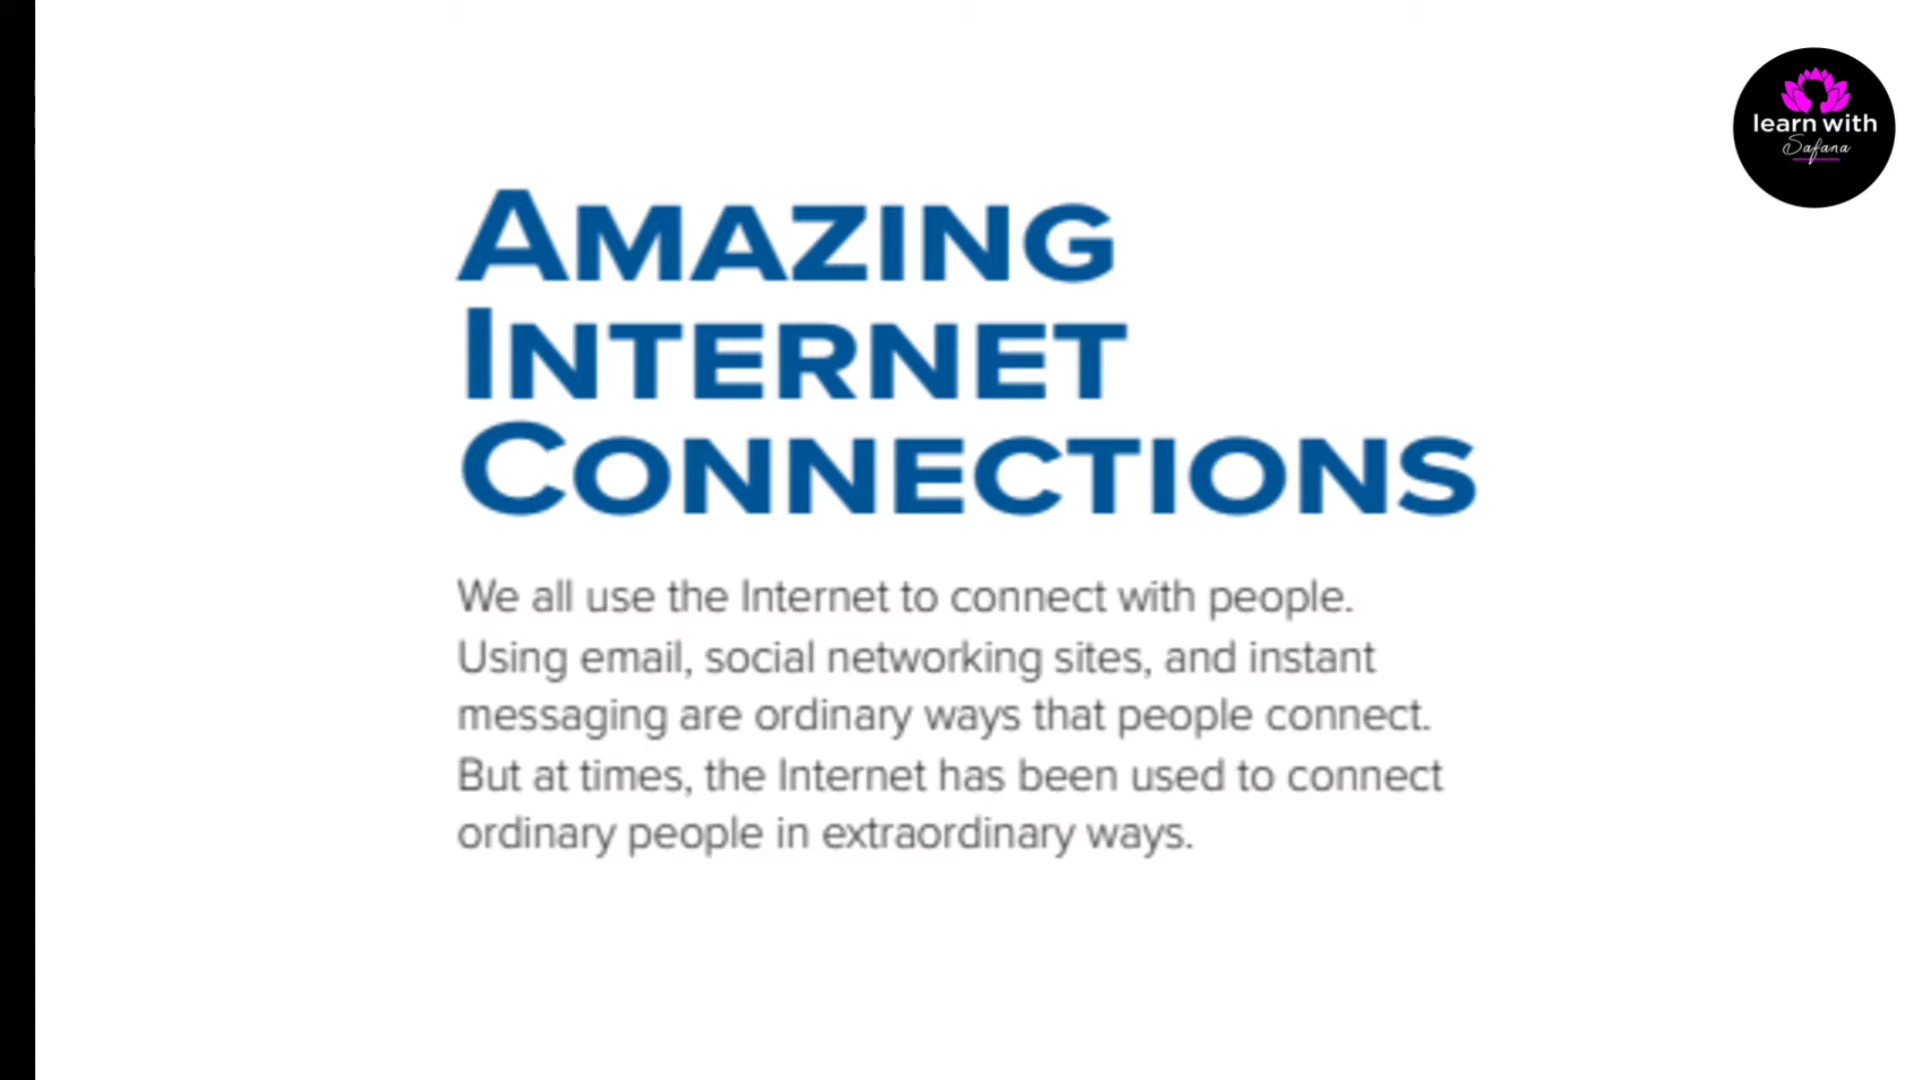 learn with
Safana
AMAZING
INTERNET
CONNECTIONS
We all use the Internet to connect with people.
Using email, social networking sites, and instant
messaging are ordinary ways that people connect.
But at times, the Internet has been used to connect
ordinary people in extraordinary ways.